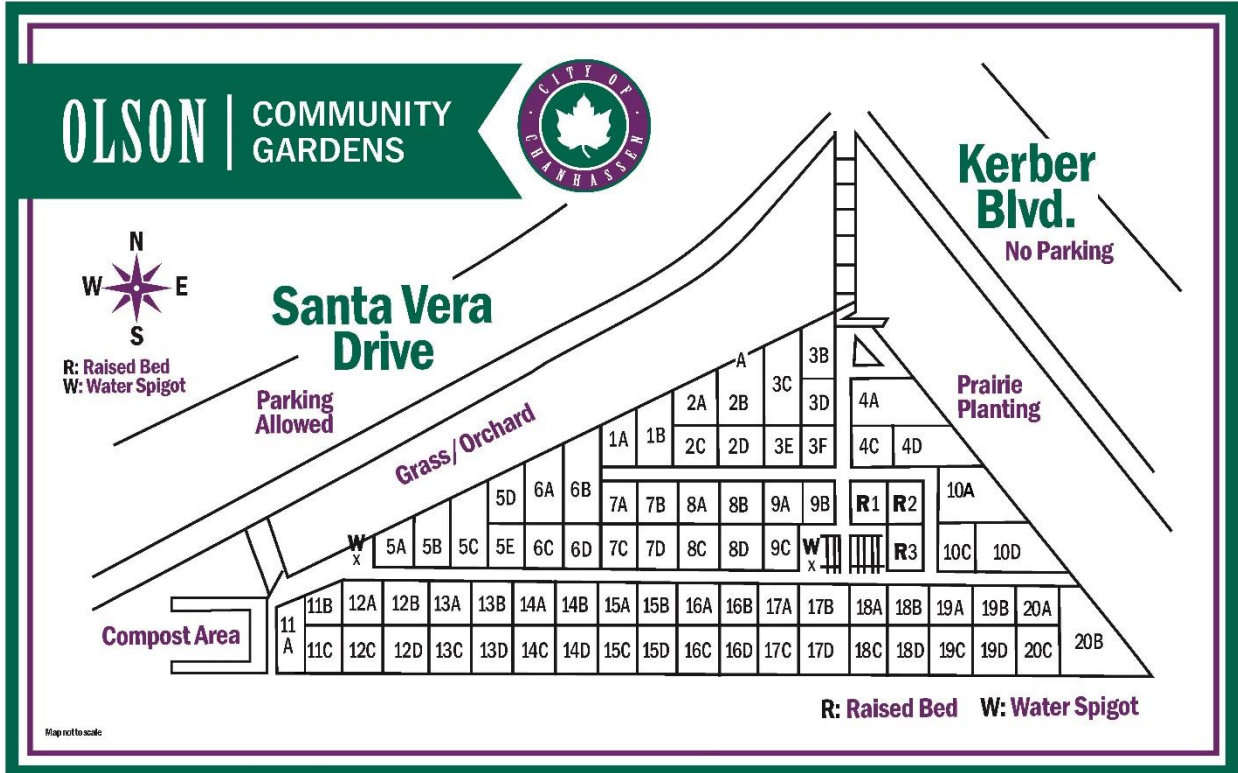 OLSON
COMMUNITY
GARDENS
· CITY OF ·
CHANHASSEN
Kerber
Blvd.
No Parking
N
W E
S
R: Raised Bed
W: Water Spigot
Santa Vera
Drive
Parking
Allowed
Grass/Orchard
Prairie
Planting
A
3B
3C
2A 2B 3D 4A
1A 1B 2C 2D 3E 3F 4C 4D
5D 6A 6B 7A 7B 8A 8B 9A 9B R1 R2 10A
W
x
5A 5B 5C 5E 6C 6D 7C 7D 8C 8D 9C
W
x
R3 10C 10D
11B 12A 12B 13A 13B 14A 14B 15A 15B 16A 16B 17A 17B 18A 18B 19A 19B 20A
Compost Area
11
A
11C 12C 12D 13C 13D 14C 14D 15C 15D 16C 16D 17C 17D 18C 18D 19C 19D 20C 20B
R: Raised Bed W: Water Spigot
Map not to scale